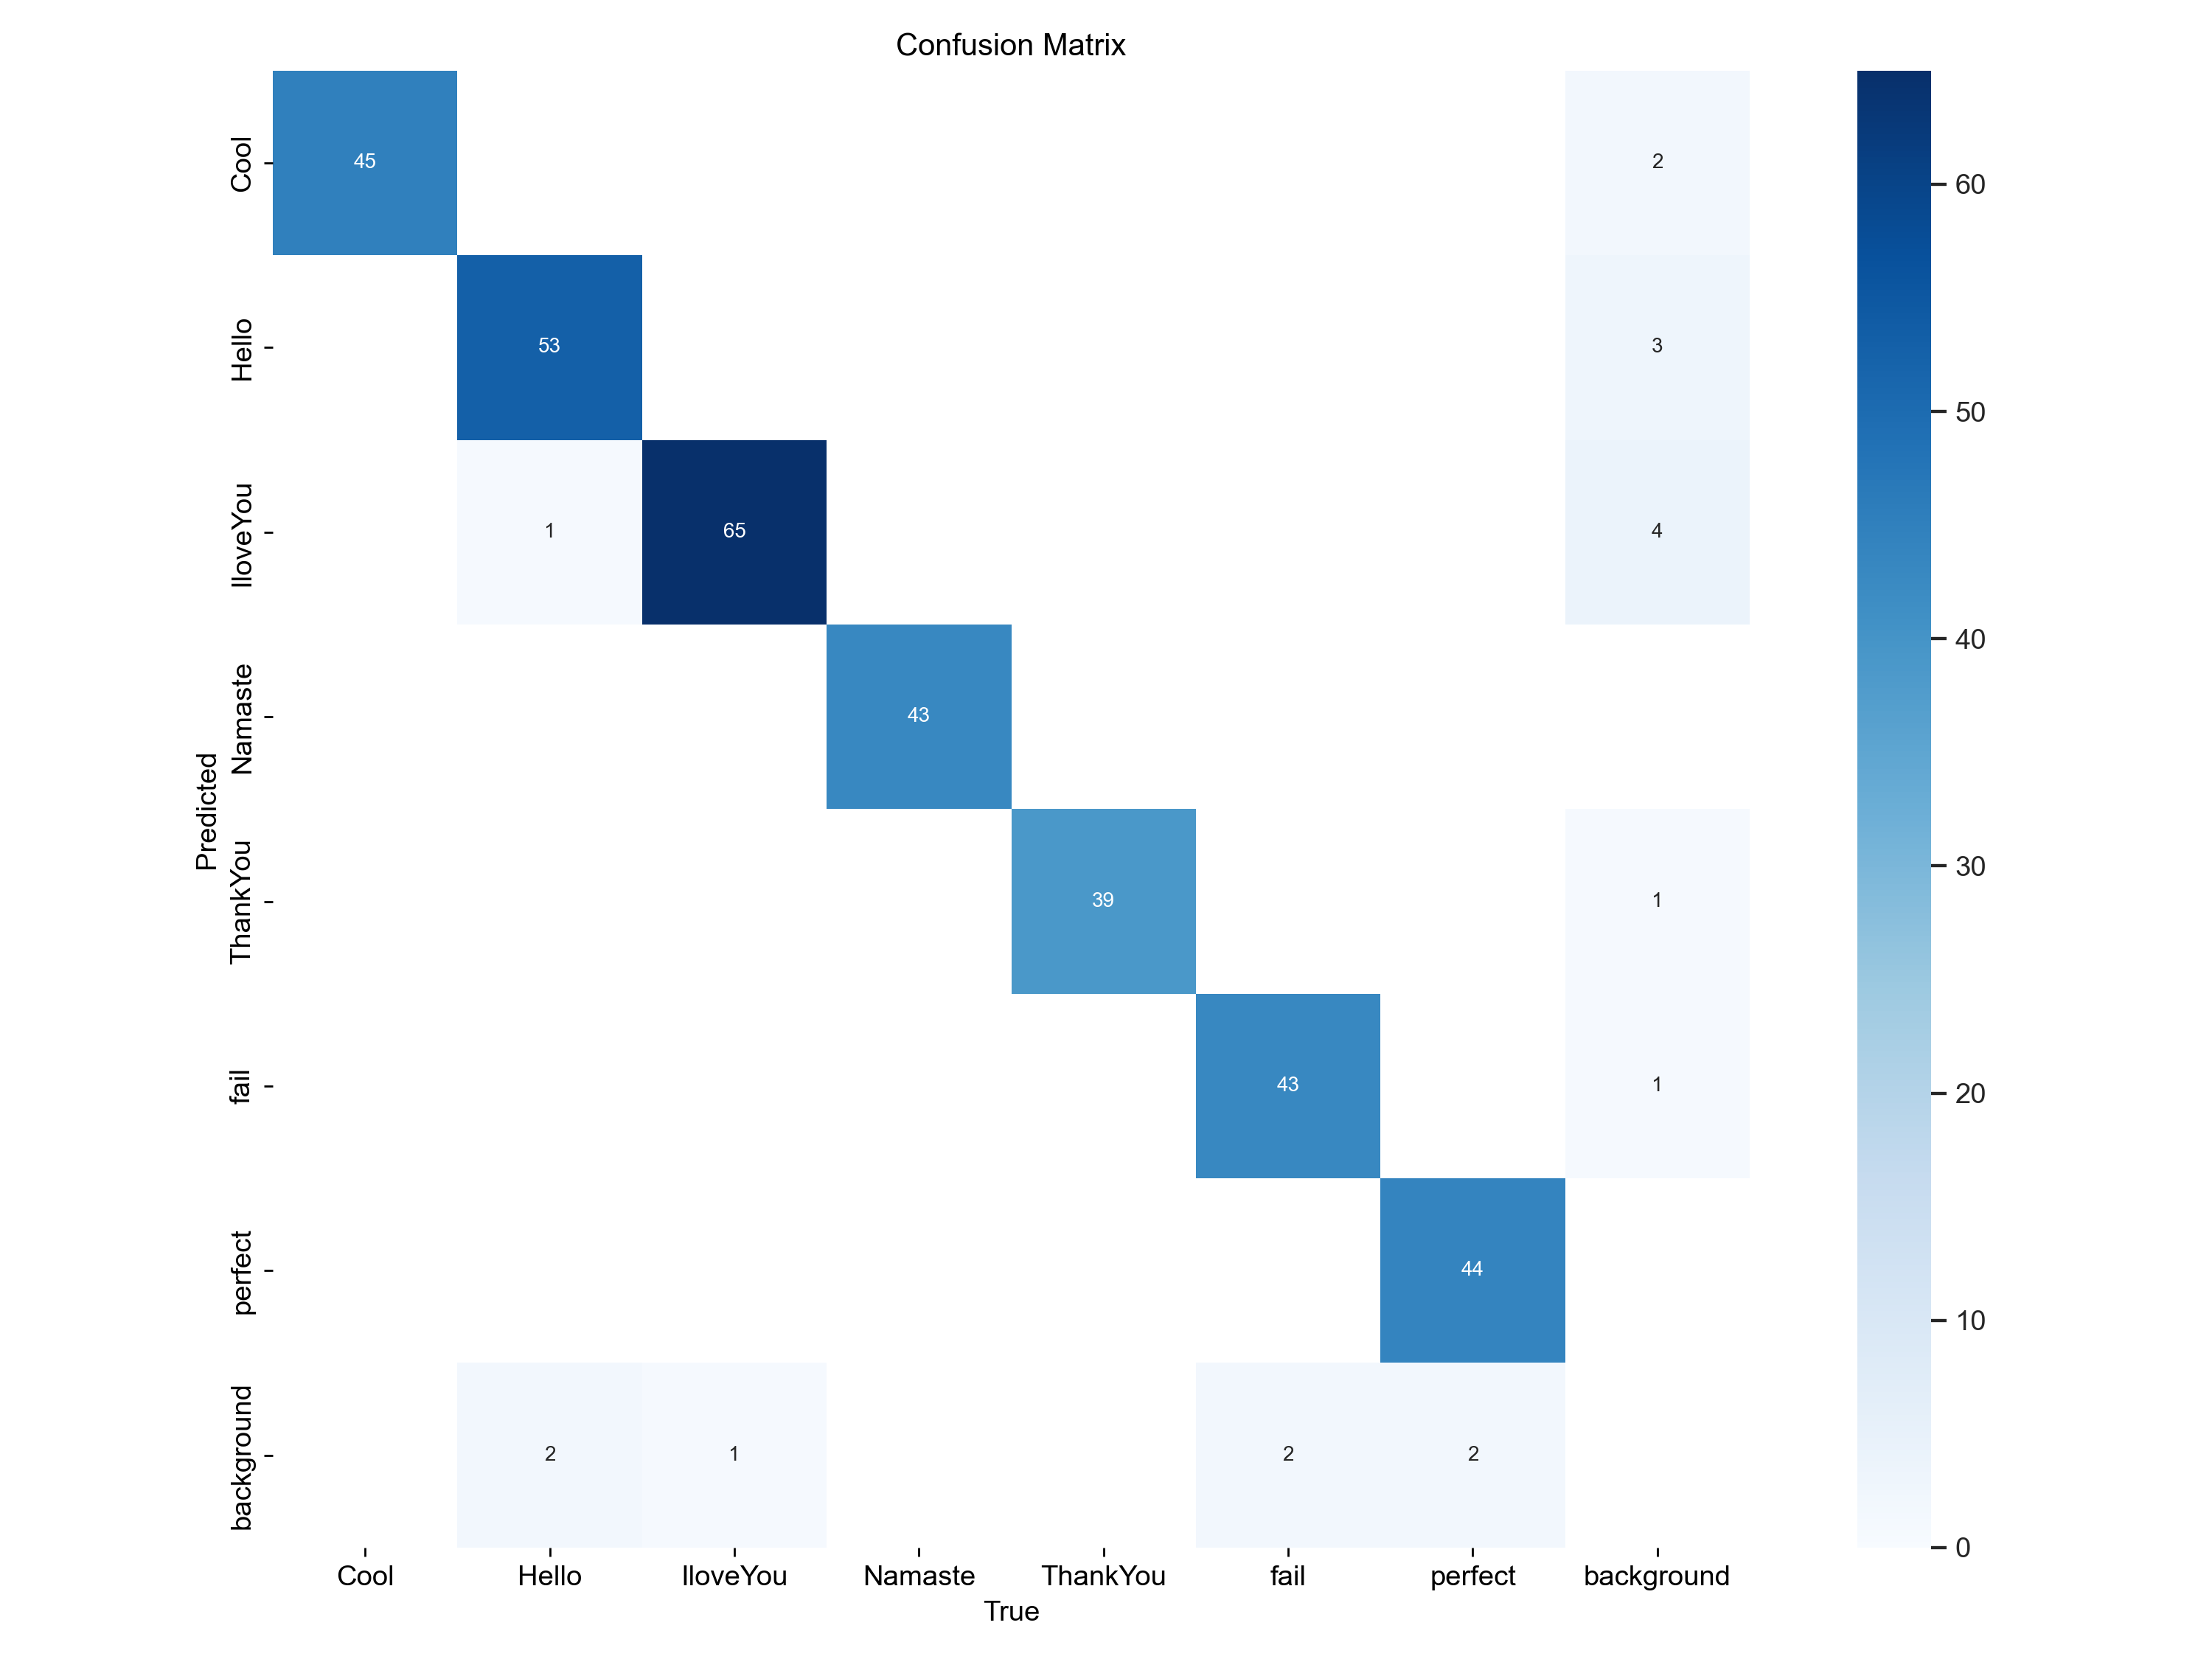 Confusion Matrix
Cool
45
2
60
Hello
53
3
50
IloveYou
1
65
4
40
Namaste
43
Predicted
ThankYou
39
1
30
fail
43
1
20
perfect
44
10
background
2
1
2
2
0
Cool
Hello
IloveYou
Namaste
ThankYou
fail
perfect
background
True